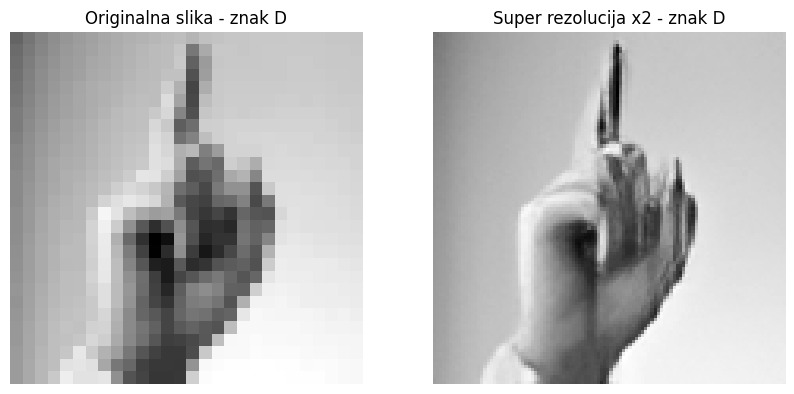 Originalna slika - znak D
Super rezolucija x2 - znak D